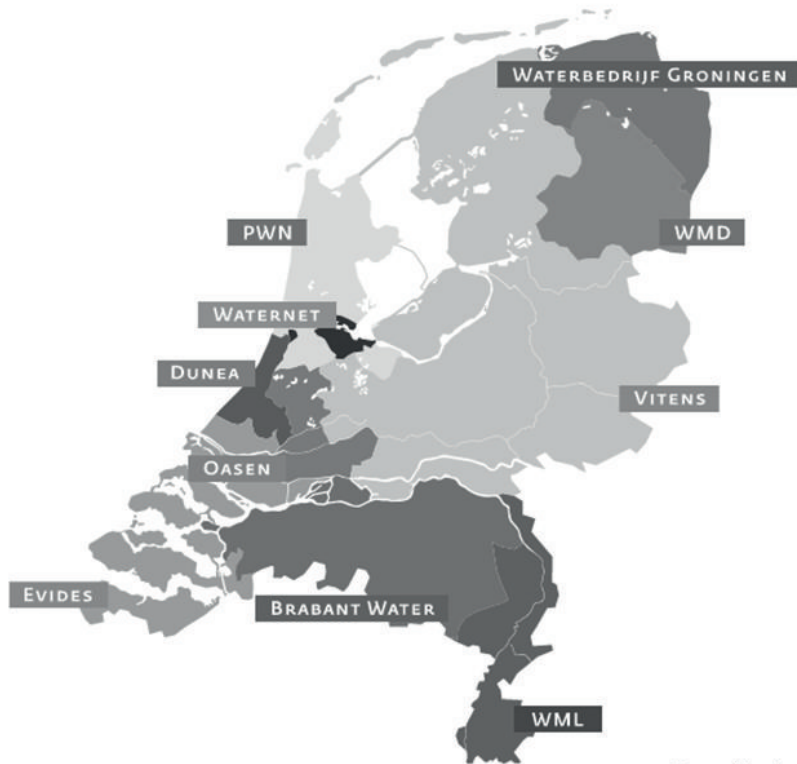 WATERBEDRIJF GRONINGEN
PWN
WMD
WATERNET
DUNEA
VITENS
OASEN
EVIDES
BRABANT WATER
WML